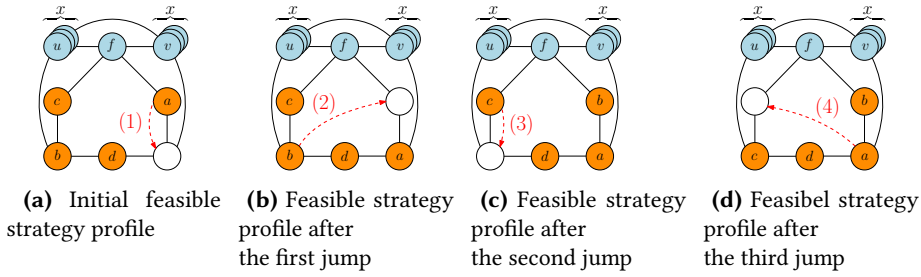 x x x x x x x x
u f v u f v u f v u f v
c a c c b b
(1) (2) (3) (4)
b d b d a d a c d a
(a) Initial feasible
strategy profile
(b) Feasible strategy
profile after
the first jump
(c) Feasible strategy
profile after
the second jump
(d) Feasibel strategy
profile after
the third jump